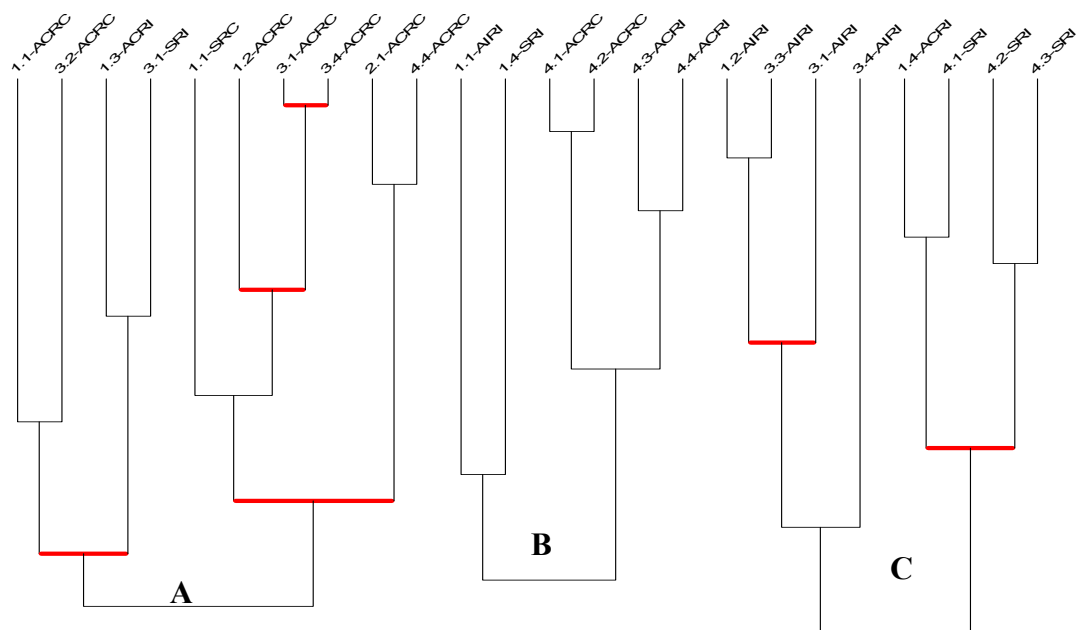 1.1-ACRC
3.2-ACRC
1.3-ACRI
3.1-SRI
1.1-SRC
1.2-ACRC
3.1-ACRC
3.4-ACRC
2.1-ACRC
4.4-ACRC
1.1-AIRI
1.4-SRI
4.1-ACRC
4.2-ACRC
4.3-ACRI
4.4-ACRI
1.2-AIRI
3.3-AIRI
3.1-AIRI
3.4-AIRI
1.4-ACRI
4.1-SRI
4.2-SRI
4.3-SRI
A
B
C